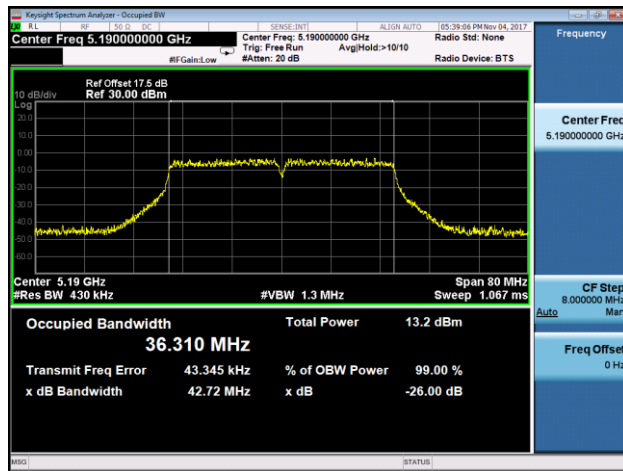 Keysight Spectrum Analyzer - Occupied BW
RL RF 50 Ω DC SENSE:INT ALIGN AUTO 05:39:06 PM Nov 04, 2017
Center Freq 5.190000000 GHz
Center Freq: 5.190000000 GHz Radio Std: None
Trig: Free Run Avg|Hold:>10/10
#IFGain:Low #Atten: 20 dB Radio Device: BTS
Frequency
Ref Offset 17.5 dB
10 dB/div Ref 30.00 dBm
Log
20.0
10.0
0.00
-10.0
-20.0
-30.0
-40.0
-50.0
-60.0
Center 5.19 GHz Span 80 MHz
#Res BW 430 kHz #VBW 1.3 MHz Sweep 1.067 ms
Occupied Bandwidth Total Power 13.2 dBm
36.310 MHz
Transmit Freq Error 43.345 kHz % of OBW Power 99.00 %
x dB Bandwidth 42.72 MHz x dB -26.00 dB
Center Freq
5.190000000 GHz
CF Step
8.000000 MHz
Auto Man
Freq Offset
0 Hz
MSG STATUS